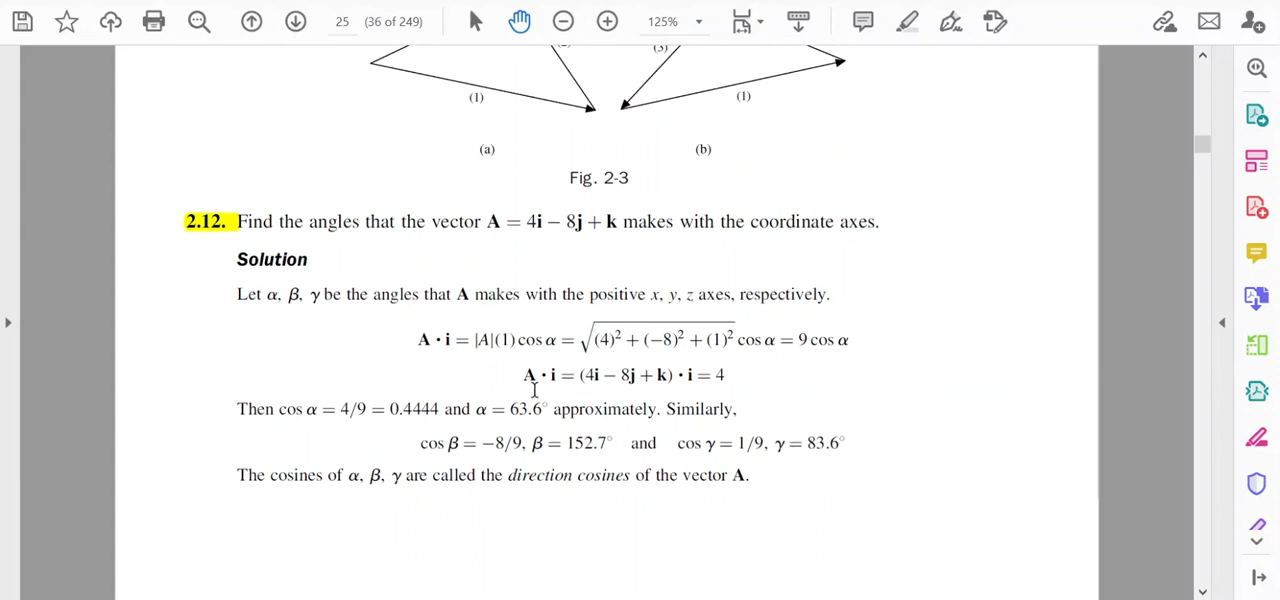 25 (36 of 249) 125%
(3)
(1) (1)
(a) (b)
Fig. 2-3
2.12. Find the angles that the vector A = 4i − 8j + k makes with the coordinate axes.
Solution
Let α, β, γ be the angles that A makes with the positive x, y, z axes, respectively.
A · i = |A|(1) cos α = √(4)² + (−8)² + (1)² cos α = 9 cos α
A · i = (4i − 8j + k) · i = 4
Then cos α = 4/9 = 0.4444 and α = 63.6° approximately. Similarly,
cos β = −8/9, β = 152.7° and cos γ = 1/9, γ = 83.6°
The cosines of α, β, γ are called the direction cosines of the vector A.